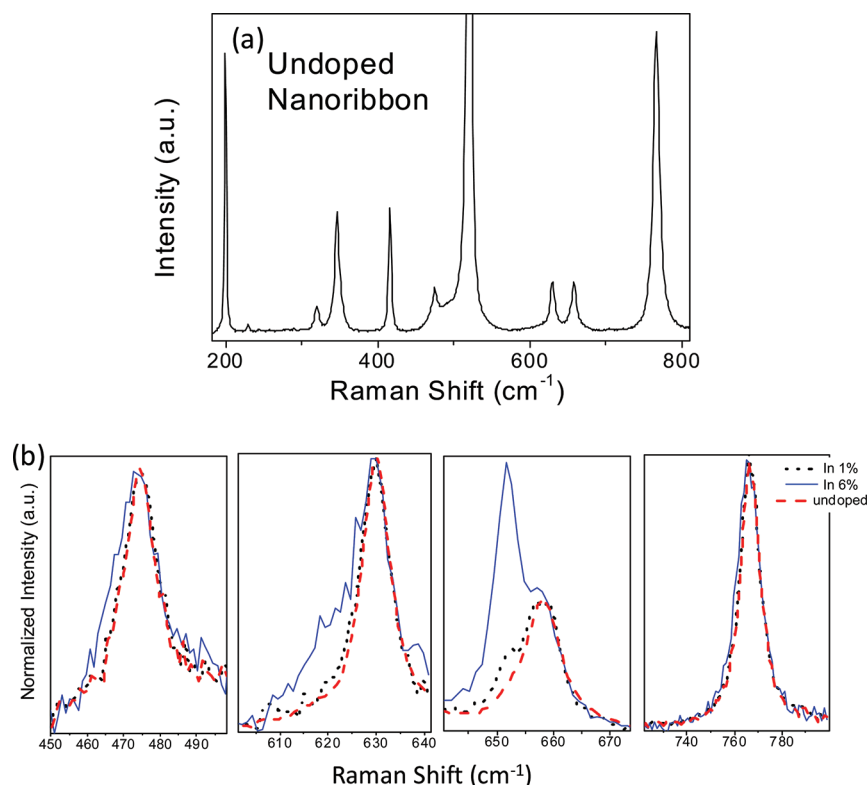 (a)
Undoped
Nanoribbon
Intensity (a.u.)
200 400 600 800
Raman Shift (cm-1)
(b)
In 1%
In 6%
undoped
Normalized Intensity (a.u.)
450 460 470 480 490
610 620 630 640
650 660 670
740 760 780
Raman Shift (cm-1)